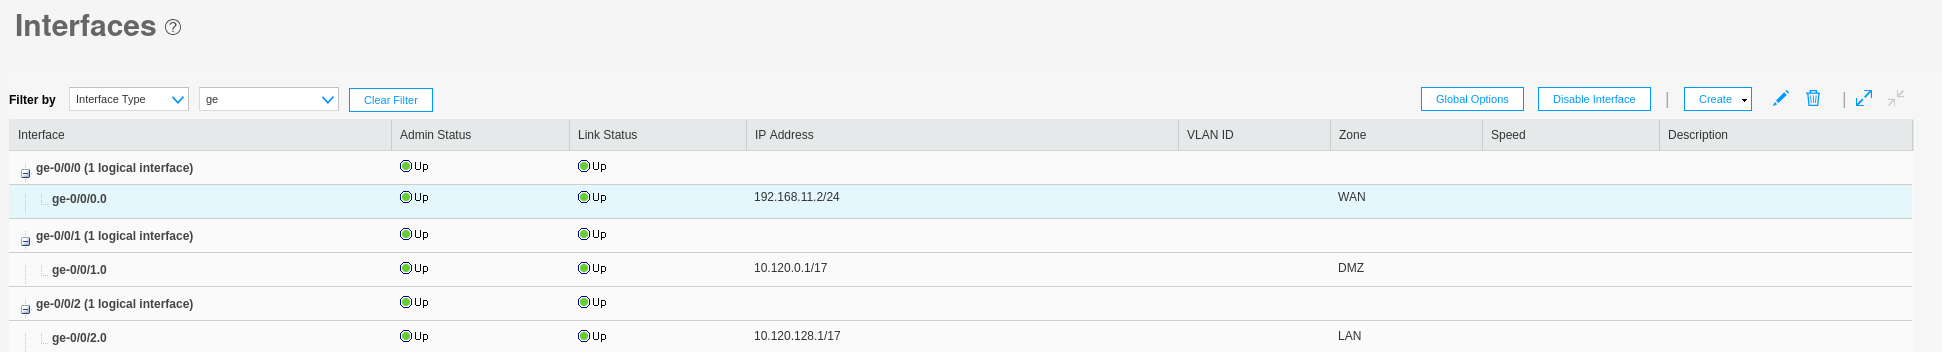 Interfaces ?
Filter by Interface Type ge Clear Filter Global Options Disable Interface | Create |
Interface Admin Status Link Status IP Address VLAN ID Zone Speed Description
ge-0/0/0 (1 logical interface) Up Up
ge-0/0/0.0 Up Up 192.168.11.2/24 WAN
ge-0/0/1 (1 logical interface) Up Up
ge-0/0/1.0 Up Up 10.120.0.1/17 DMZ
ge-0/0/2 (1 logical interface) Up Up
ge-0/0/2.0 Up Up 10.120.128.1/17 LAN